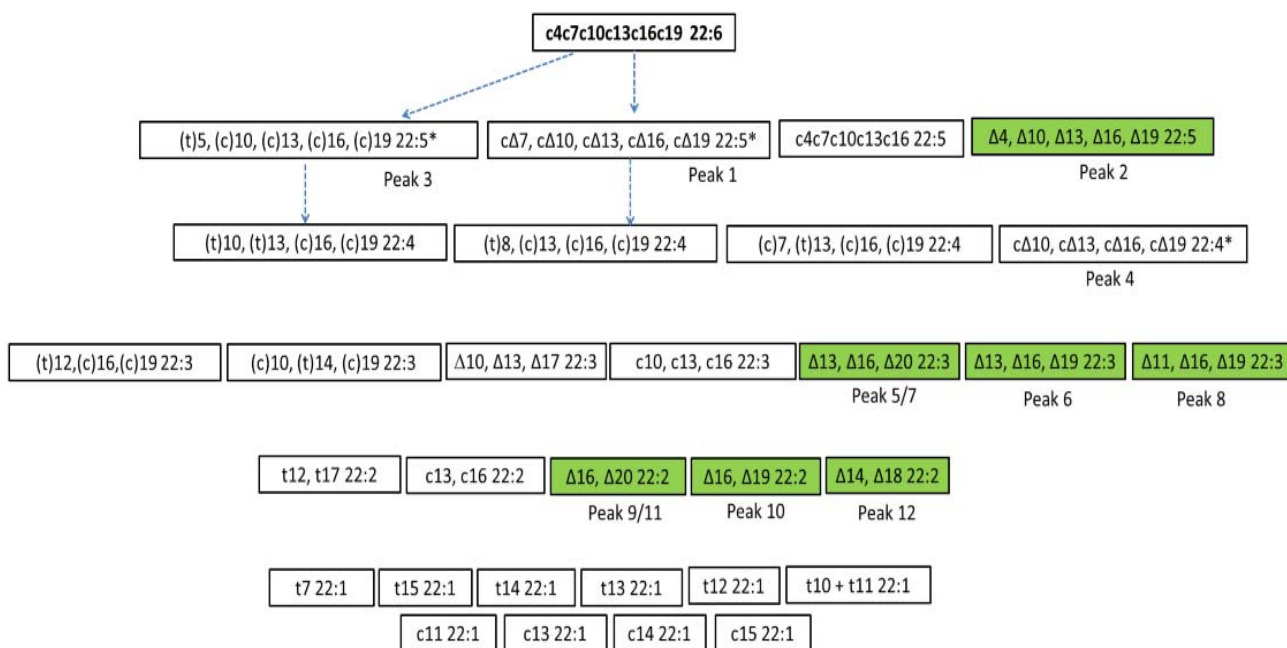 c4c7c10c13c16c19 22:6
(t)5, (c)10, (c)13, (c)16, (c)19 22:5*
cΔ7, cΔ10, cΔ13, cΔ16, cΔ19 22:5*
c4c7c10c13c16 22:5
Δ4, Δ10, Δ13, Δ16, Δ19 22:5
Peak 3
Peak 1
Peak 2
(t)10, (t)13, (c)16, (c)19 22:4
(t)8, (c)13, (c)16, (c)19 22:4
(c)7, (t)13, (c)16, (c)19 22:4
cΔ10, cΔ13, cΔ16, cΔ19 22:4*
Peak 4
(t)12,(c)16,(c)19 22:3
(c)10, (t)14, (c)19 22:3
Δ10, Δ13, Δ17 22:3
c10, c13, c16 22:3
Δ13, Δ16, Δ20 22:3
Δ13, Δ16, Δ19 22:3
Δ11, Δ16, Δ19 22:3
Peak 5/7
Peak 6
Peak 8
t12, t17 22:2
c13, c16 22:2
Δ16, Δ20 22:2
Δ16, Δ19 22:2
Δ14, Δ18 22:2
Peak 9/11
Peak 10
Peak 12
t7 22:1
t15 22:1
t14 22:1
t13 22:1
t12 22:1
t10 + t11 22:1
c11 22:1
c13 22:1
c14 22:1
c15 22:1